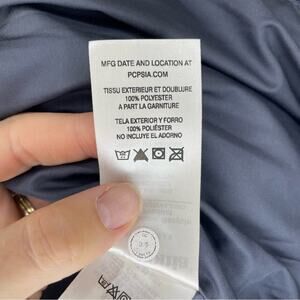 MFG DATE AND LOCATION AT
PCPSIA.COM
TISSU EXTERIEUR ET DOUBLURE
100% POLYESTER
A PART LA GARNITURE
TELA EXTERIOR Y FORRO
100% POLIÉSTER
NO INCLUYE EL ADORNO